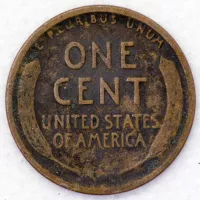 E·PLURIBUS·UNUM
ONE
CENT
UNITED STATES
OF AMERICA